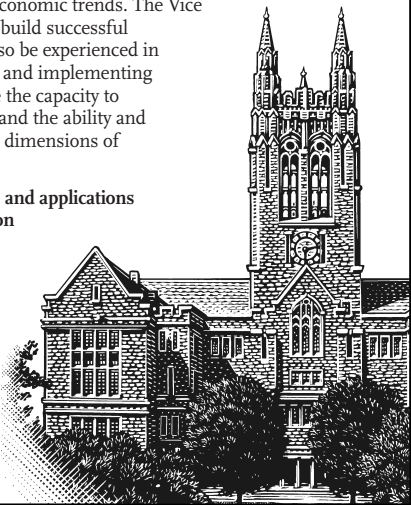 conomic trends. The Vice
build successful
so be experienced in
and implementing
e the capacity to
and the ability and
dimensions of
and applications
on